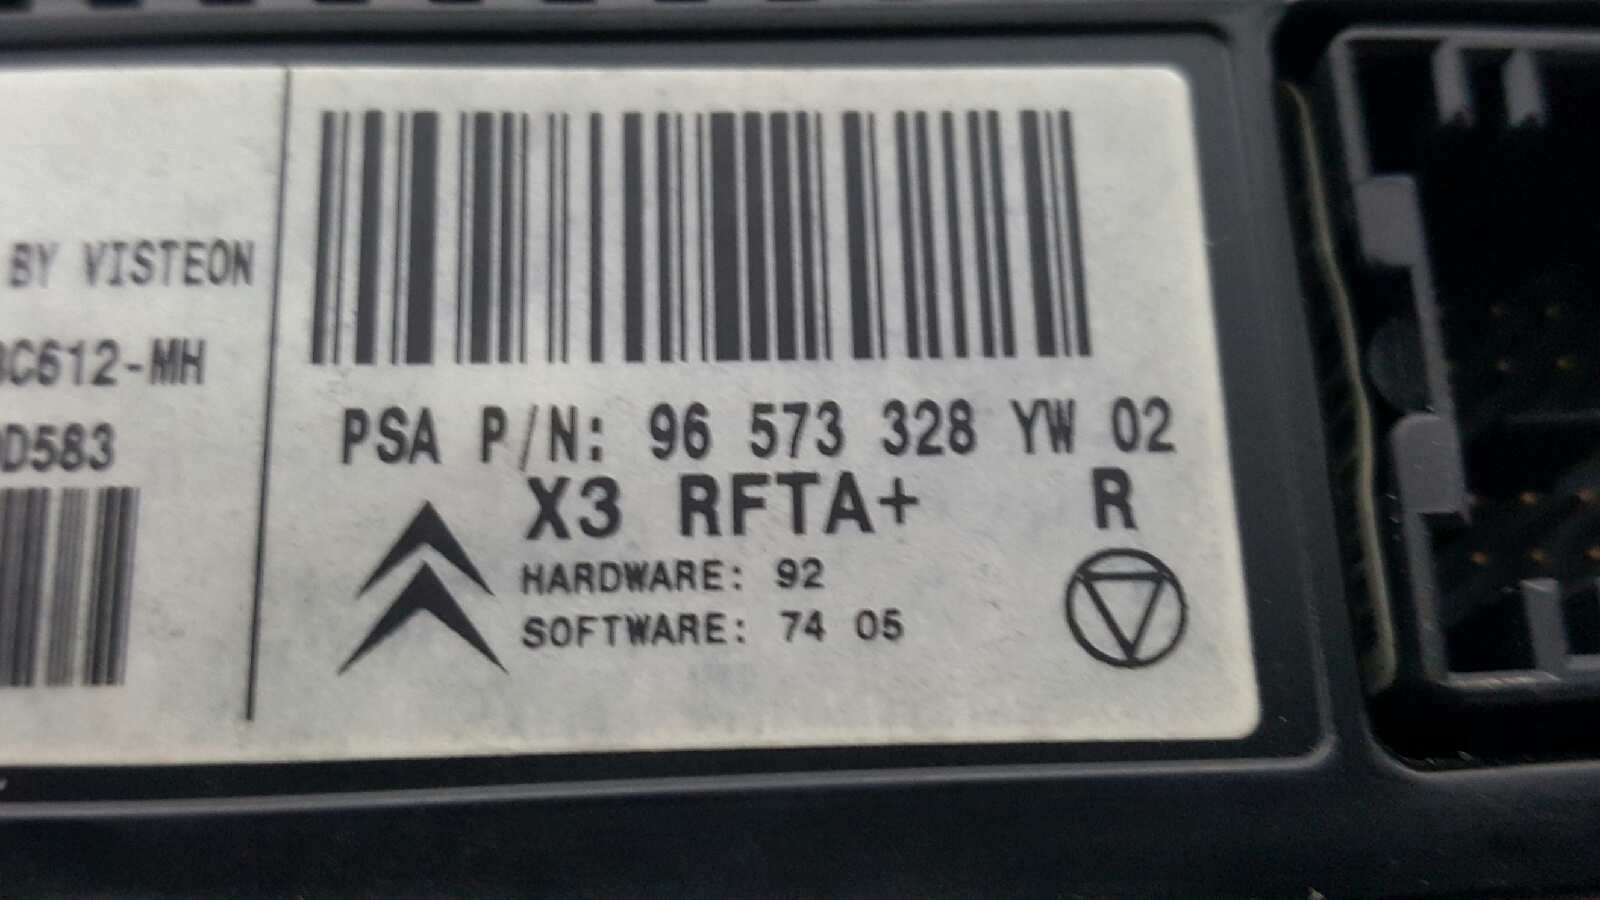 BY VISTEON
C612-MH
D583
PSA P/N: 96 573 328 YW 02
X3 RFTA+ R
HARDWARE: 92
SOFTWARE: 74 05